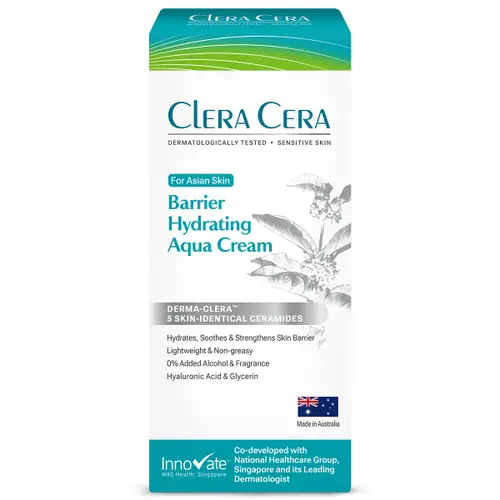 CLERA CERA
CLERA CERA
DERMATOLOGICALLY TESTED • SENSITIVE SKIN
For Asian Skin
Barrier
Hydrating
Aqua Cream
DERMA-CLERA™
5 SKIN-IDENTICAL CERAMIDES
Hydrates, Soothes & Strengthens Skin Barrier
Lightweight & Non-greasy
0% Added Alcohol & Fragrance
Hyaluronic Acid & Glycerin
Made in Australia
Innovate™
NHG Health, Singapore
Co-developed with
National Healthcare Group,
Singapore and its Leading
Dermatologist